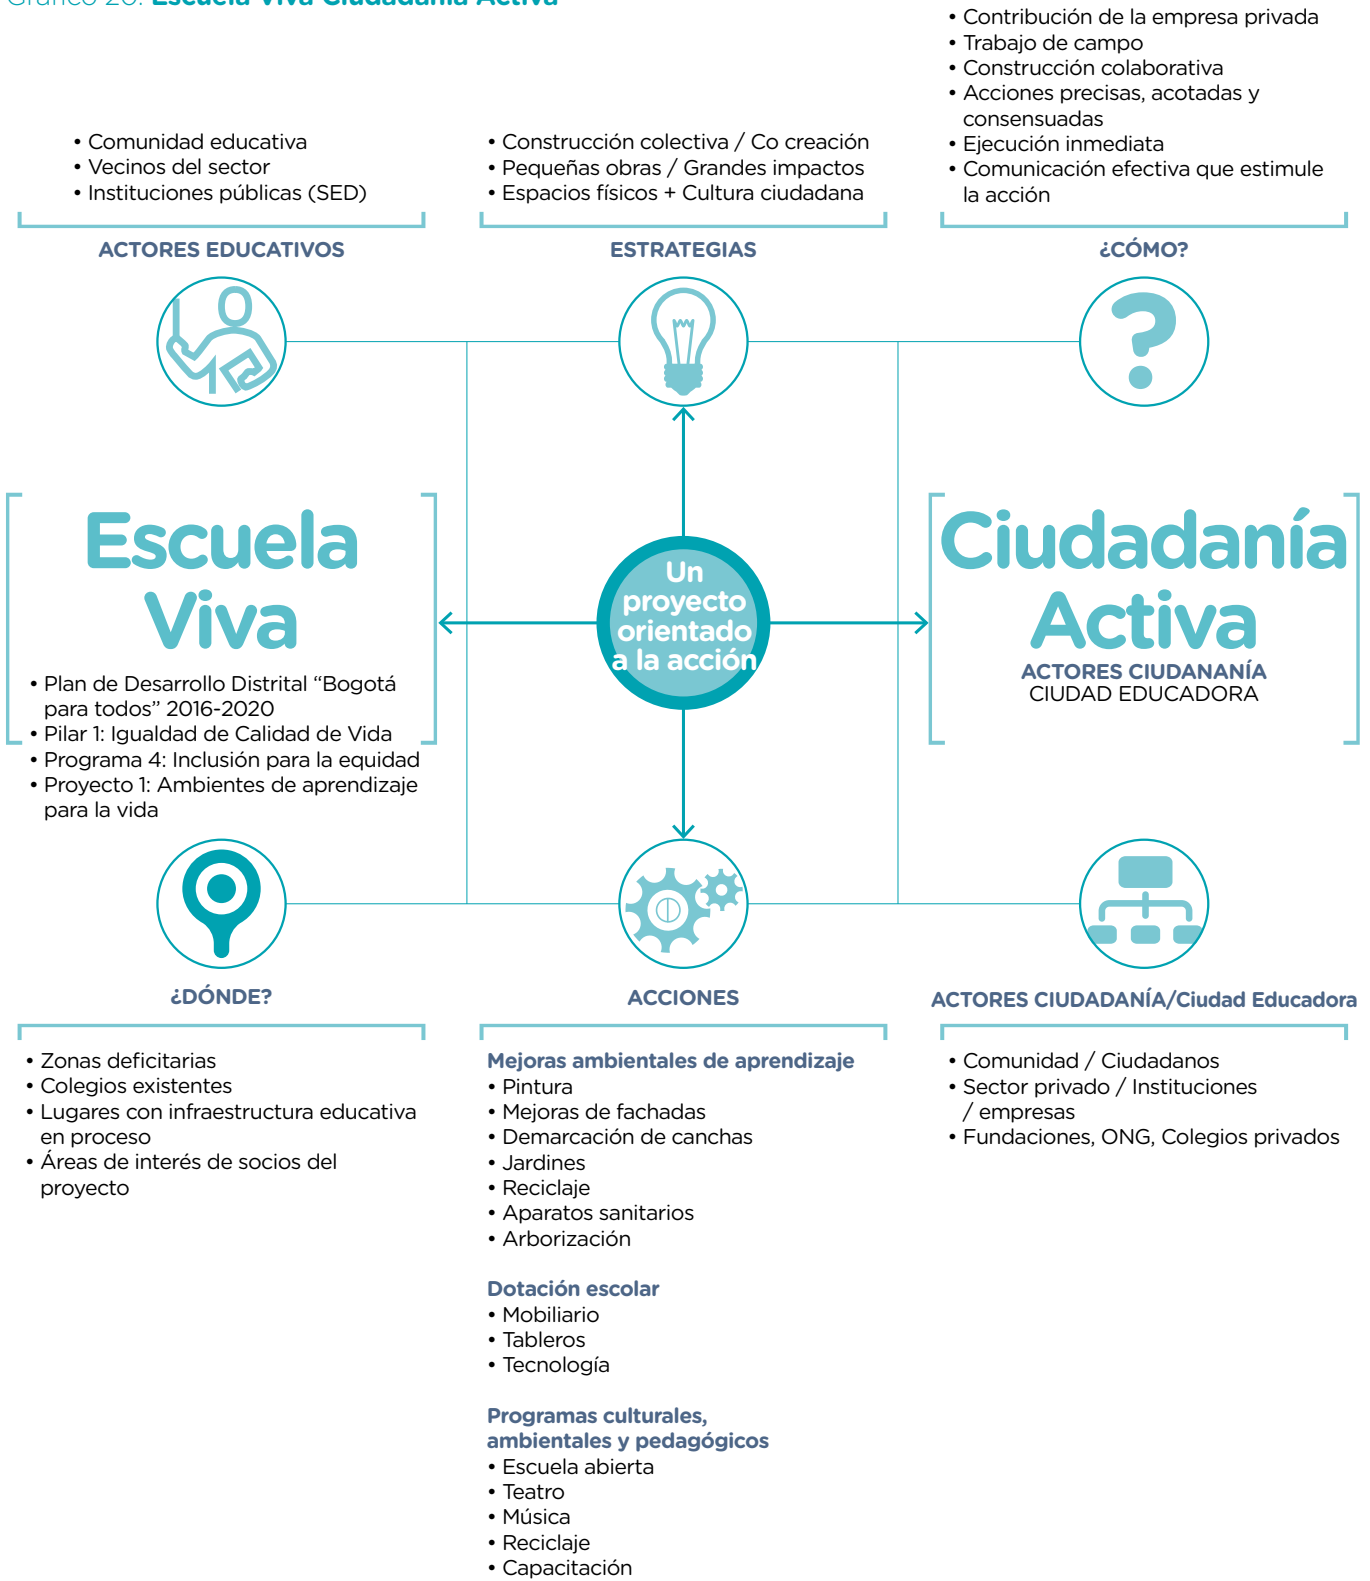 Gráfico 20. Escuela Viva Ciudadanía Activa
• Contribución de la empresa privada
• Trabajo de campo
• Construcción colaborativa
• Acciones precisas, acotadas y
consensuadas
• Ejecución inmediata
• Comunicación efectiva que estimule
la acción
• Comunidad educativa
• Vecinos del sector
• Instituciones públicas (SED)
• Construcción colectiva / Co creación
• Pequeñas obras / Grandes impactos
• Espacios físicos + Cultura ciudadana
ACTORES EDUCATIVOS
ESTRATEGIAS
¿CÓMO?
Escuela
Viva
• Plan de Desarrollo Distrital “Bogotá
para todos” 2016-2020
• Pilar 1: Igualdad de Calidad de Vida
• Programa 4: Inclusión para la equidad
• Proyecto 1: Ambientes de aprendizaje
para la vida
Un
proyecto
orientado
a la acción
Ciudadanía
Activa
ACTORES CIUDANANÍA
CIUDAD EDUCADORA
¿DÓNDE?
• Zonas deficitarias
• Colegios existentes
• Lugares con infraestructura educativa
en proceso
• Áreas de interés de socios del
proyecto
ACCIONES
Mejoras ambientales de aprendizaje
• Pintura
• Mejoras de fachadas
• Demarcación de canchas
• Jardines
• Reciclaje
• Aparatos sanitarios
• Arborización
Dotación escolar
• Mobiliario
• Tableros
• Tecnología
Programas culturales,
ambientales y pedagógicos
• Escuela abierta
• Teatro
• Música
• Reciclaje
• Capacitación
ACTORES CIUDADANÍA/Ciudad Educadora
• Comunidad / Ciudadanos
• Sector privado / Instituciones
/ empresas
• Fundaciones, ONG, Colegios privados